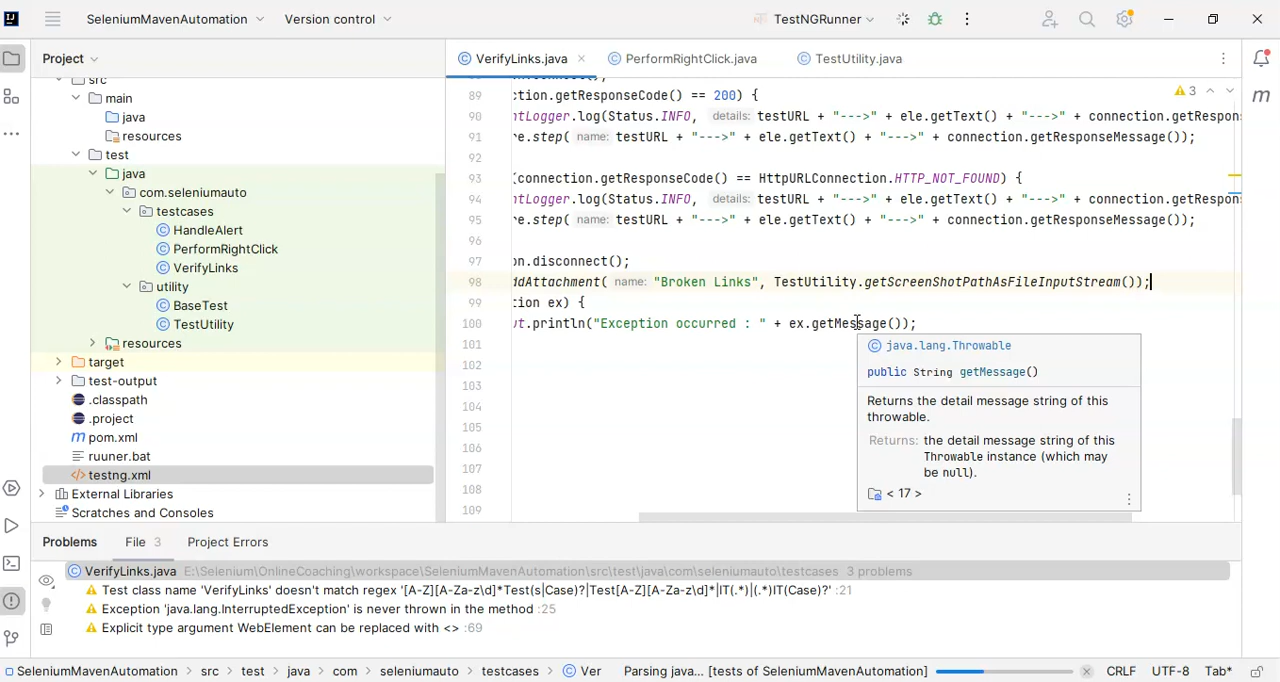 SeleniumMavenAutomation
Version control
TestNGRunner
Project
VerifyLinks.java
PerformRightClick.java
TestUtility.java
src
main
java
resources
test
java
com.seleniumauto
testcases
HandleAlert
PerformRightClick
VerifyLinks
utility
BaseTest
TestUtility
resources
target
test-output
.classpath
.project
pom.xml
ruuner.bat
testng.xml
External Libraries
Scratches and Consoles
3
89 ction.getResponseCode() == 200) {
90 ntLogger.log(Status.INFO, details: testURL + "--->" + ele.getText() + "--->" + connection.getRespon
91 re.step( name: testURL + "--->" + ele.getText() + "--->" + connection.getResponseMessage());
92
93 (connection.getResponseCode() == HttpURLConnection.HTTP_NOT_FOUND) {
94 ntLogger.log(Status.INFO, details: testURL + "--->" + ele.getText() + "--->" + connection.getRespon
95 re.step( name: testURL + "--->" + ele.getText() + "--->" + connection.getResponseMessage());
96
97 on.disconnect();
98 ddAttachment( name: "Broken Links", TestUtility.getScreenShotPathAsFileInputStream());
99 tion ex) {
100 ut.println("Exception occurred : " + ex.getMessage());
101
102
103
104
105
106
107
108
109
java.lang.Throwable
public String getMessage()
Returns the detail message string of this
throwable.
Returns: the detail message string of this
Throwable instance (which may
be null).
< 17 >
m
Problems
File 3
Project Errors
VerifyLinks.java E:\Selenium\OnlineCoaching\workspace\SeleniumMavenAutomation\src\test\java\com\seleniumauto\testcases 3 problems
Test class name 'VerifyLinks' doesn't match regex '[A-Z][A-Za-z\d]*Test(s|Case)?|Test[A-Z][A-Za-z\d]*|IT(.*)|(.*)IT(Case)?' :21
Exception 'java.lang.InterruptedException' is never thrown in the method :25
Explicit type argument WebElement can be replaced with <> :69
SeleniumMavenAutomation > src > test > java > com > seleniumauto > testcases > Ver
Parsing java... [tests of SeleniumMavenAutomation]
CRLF
UTF-8
Tab*